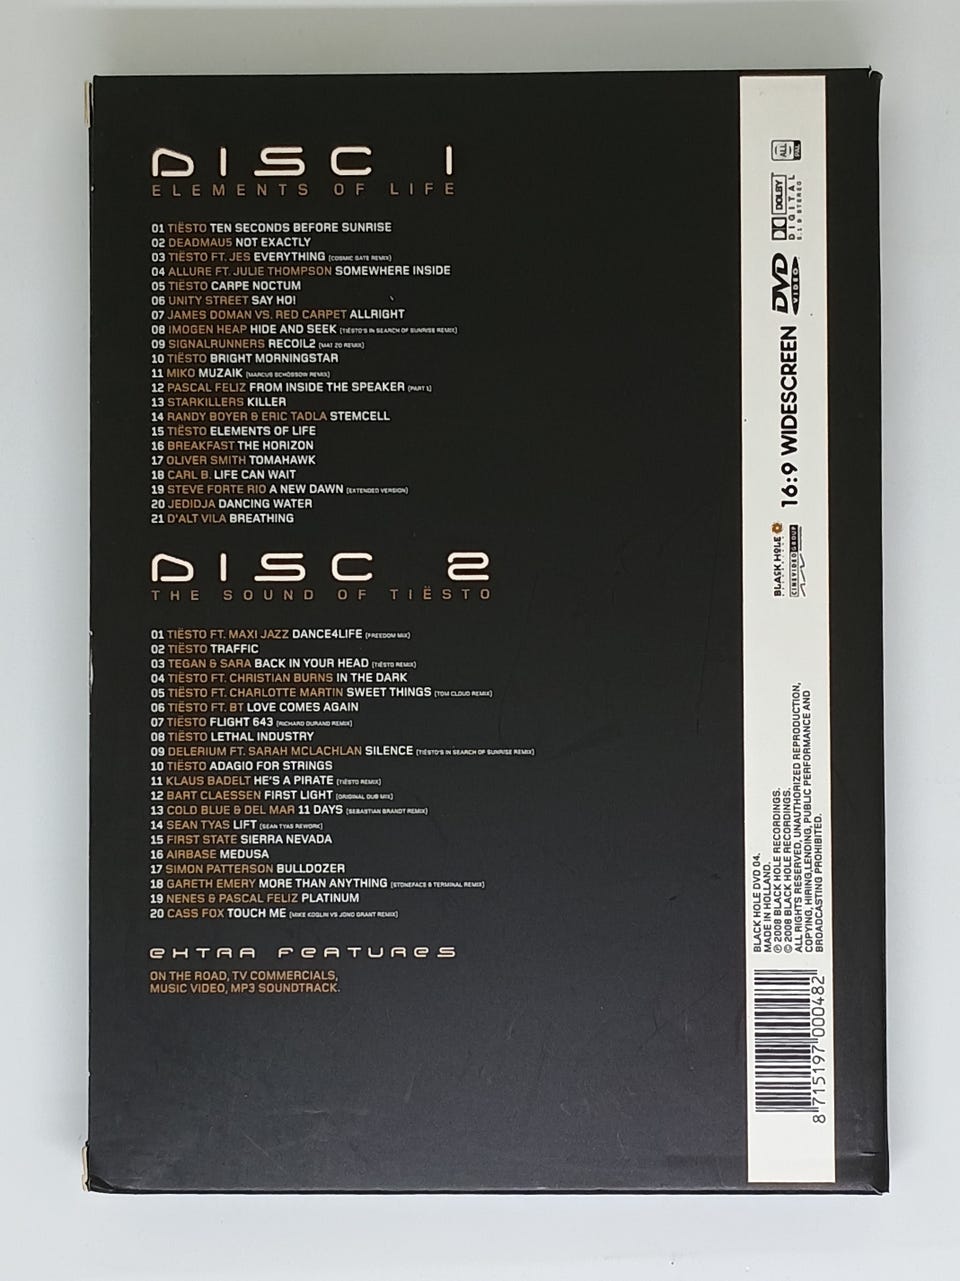 DISC 1
ELEMENTS OF LIFE
01 TIËSTO TEN SECONDS BEFORE SUNRISE
02 DEADMAU5 NOT EXACTLY
03 TIËSTO FT. JES EVERYTHING (COSMIC GATE REMIX)
04 ALLURE FT. JULIE THOMPSON SOMEWHERE INSIDE
05 TIËSTO CARPE NOCTUM
06 UNITY STREET SAY HO!
07 JAMES DOMAN VS. RED CARPET ALLRIGHT
08 IMOGEN HEAP HIDE AND SEEK (TIËSTO'S IN SEARCH OF SUNRISE REMIX)
09 SIGNALRUNNERS RECOIL2 (MAT ZO REMIX)
10 TIËSTO BRIGHT MORNINGSTAR
11 MIKO MUZAIK (MARCUS SCHÖSSOW REMIX)
12 PASCAL FELIZ FROM INSIDE THE SPEAKER (PART 1)
13 STARKILLERS KILLER
14 RANDY BOYER & ERIC TADLA STEMCELL
15 TIËSTO ELEMENTS OF LIFE
16 BREAKFAST THE HORIZON
17 OLIVER SMITH TOMAHAWK
18 CARL B. LIFE CAN WAIT
19 STEVE FORTE RIO A NEW DAWN (EXTENDED VERSION)
20 JEDIDJA DANCING WATER
21 D'ALT VILA BREATHING
DISC 2
THE SOUND OF TIËSTO
01 TIËSTO FT. MAXI JAZZ DANCE4LIFE (FREEDOM MIX)
02 TIËSTO TRAFFIC
03 TEGAN & SARA BACK IN YOUR HEAD (TIËSTO REMIX)
04 TIËSTO FT. CHRISTIAN BURNS IN THE DARK
05 TIËSTO FT. CHARLOTTE MARTIN SWEET THINGS (TOM CLOUD REMIX)
06 TIËSTO FT. BT LOVE COMES AGAIN
07 TIËSTO FLIGHT 643 (RICHARD DURAND REMIX)
08 TIËSTO LETHAL INDUSTRY
09 DELERIUM FT. SARAH MCLACHLAN SILENCE (TIËSTO'S IN SEARCH OF SUNRISE REMIX)
10 TIËSTO ADAGIO FOR STRINGS
11 KLAUS BADELT HE'S A PIRATE (TIËSTO REMIX)
12 BART CLAESSEN FIRST LIGHT (ORIGINAL DUB MIX)
13 COLD BLUE & DEL MAR 11 DAYS (SEBASTIAN BRANDT REMIX)
14 SEAN TYAS LIFT (SEAN TYAS REWORK)
15 FIRST STATE SIERRA NEVADA
16 AIRBASE MEDUSA
17 SIMON PATTERSON BULLDOZER
18 GARETH EMERY MORE THAN ANYTHING (STONEFACE & TERMINAL REMIX)
19 NENES & PASCAL FELIZ PLATINUM
20 CASS FOX TOUCH ME (MIKE KOGLIN VS JONO GRANT REMIX)
EXTRA FEATURES
ON THE ROAD, TV COMMERCIALS,
MUSIC VIDEO, MP3 SOUNDTRACK.
8 715197 000482
BLACK HOLE DVD 04.
MADE IN HOLLAND.
℗ 2008 BLACK HOLE RECORDINGS.
© 2008 BLACK HOLE RECORDINGS.
ALL RIGHTS RESERVED, UNAUTHORIZED REPRODUCTION,
COPYING, HIRING,LENDING, PUBLIC PERFORMANCE AND
BROADCASTING PROHIBITED.
BLACK HOLE
CINEVIDEOGROUP
16:9 WIDESCREEN
DVD
VIDEO
DOLBY
DIGITAL
ALL
PAL